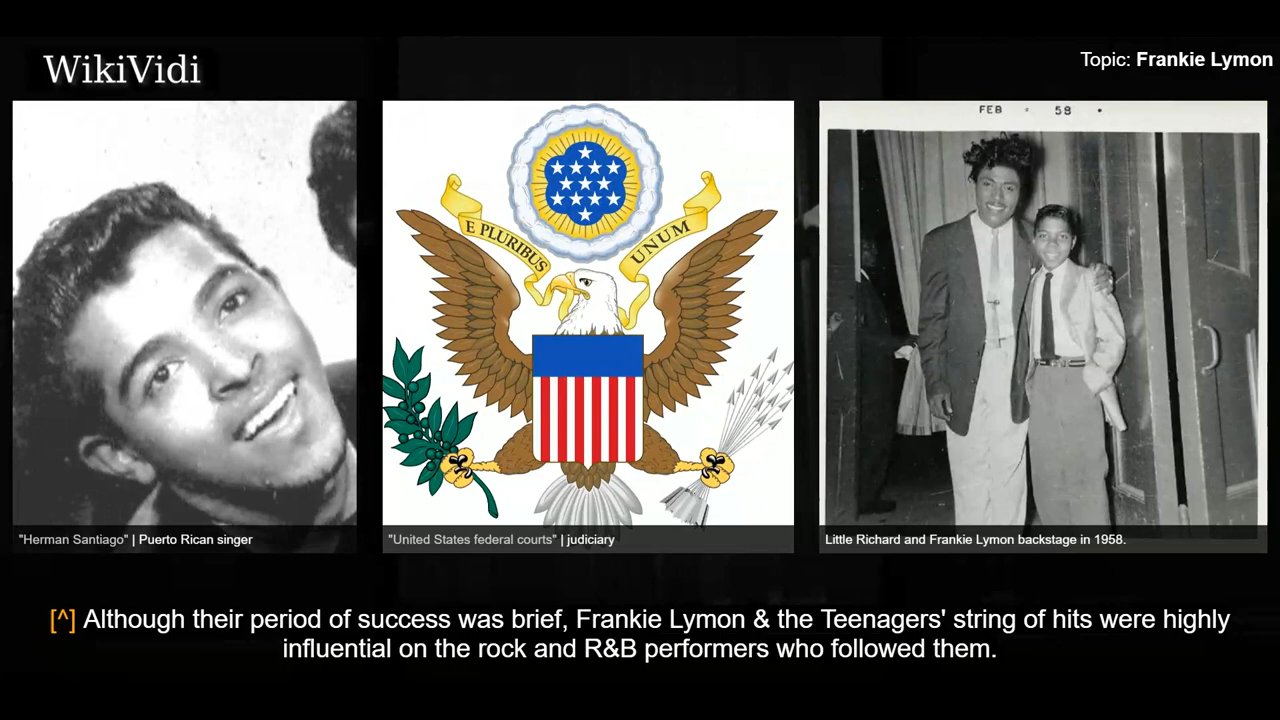 WikiVidi
Topic: Frankie Lymon
FEB • 58 •
E PLURIBUS UNUM
"Herman Santiago" | Puerto Rican singer
"United States federal courts" | judiciary
Little Richard and Frankie Lymon backstage in 1958.
[^] Although their period of success was brief, Frankie Lymon & the Teenagers' string of hits were highly
influential on the rock and R&B performers who followed them.